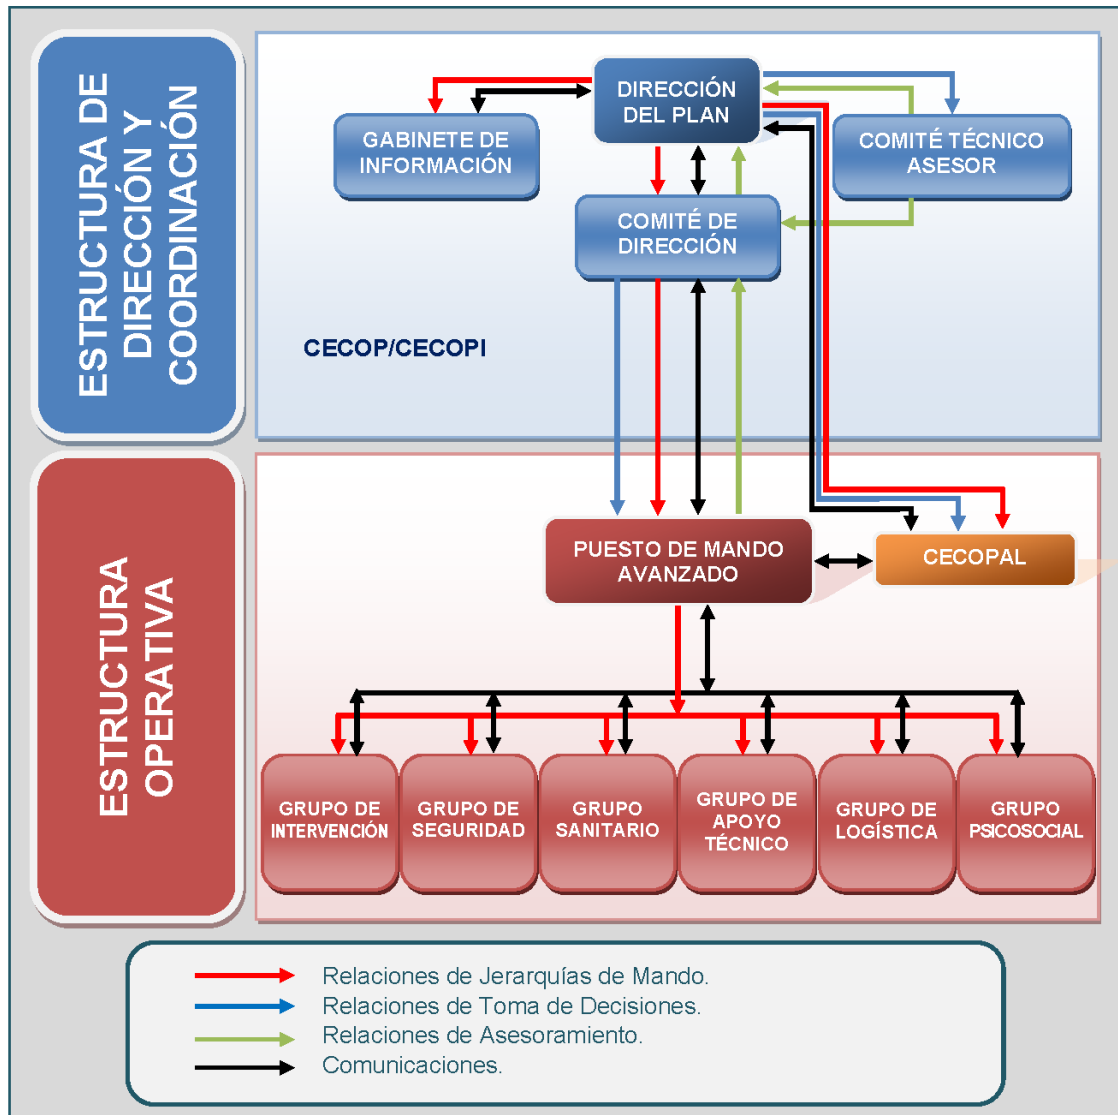 ESTRUCTURA DE
DIRECCIÓN Y
COORDINACIÓN
DIRECCIÓN
DEL PLAN
GABINETE DE
INFORMACIÓN
COMITÉ TÉCNICO
ASESOR
COMITÉ DE
DIRECCIÓN
CECOP/CECOPI
ESTRUCTURA
OPERATIVA
PUESTO DE MANDO
AVANZADO
CECOPAL
GRUPO DE
INTERVENCIÓN
GRUPO DE
SEGURIDAD
GRUPO
SANITARIO
GRUPO DE
APOYO
TÉCNICO
GRUPO DE
LOGÍSTICA
GRUPO
PSICOSOCIAL
Relaciones de Jerarquías de Mando.
Relaciones de Toma de Decisiones.
Relaciones de Asesoramiento.
Comunicaciones.